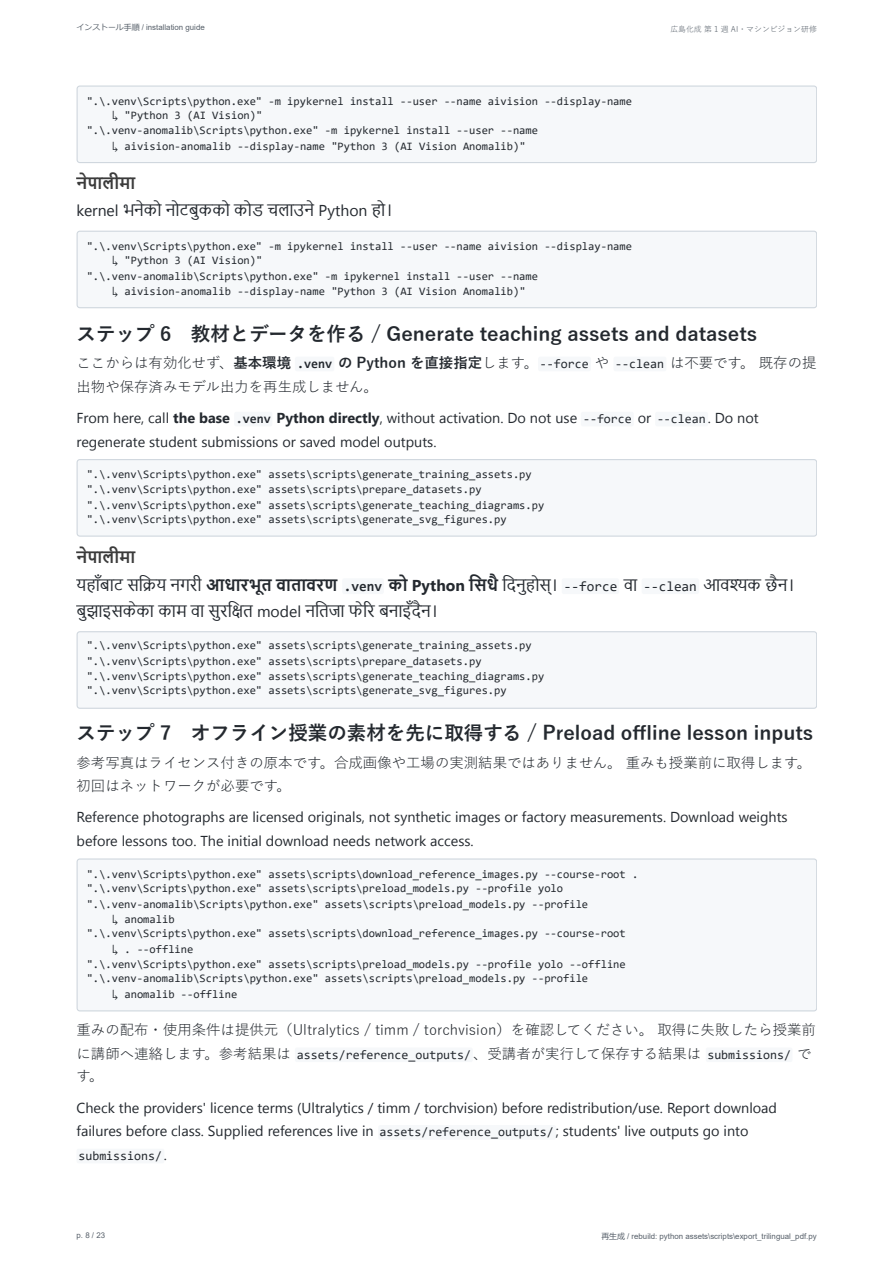 インストール手順 / installation guide
広島化成 第 1 週 AI・マシンビジョン研修
".\.venv\Scripts\python.exe" -m ipykernel install --user --name aivision --display-name
↳ "Python 3 (AI Vision)"
".\.venv-anomalib\Scripts\python.exe" -m ipykernel install --user --name
↳ aivision-anomalib --display-name "Python 3 (AI Vision Anomalib)"
नेपालीमा
kernel भनेको नोटबुकको कोड चलाउने Python हो।
".\.venv\Scripts\python.exe" -m ipykernel install --user --name aivision --display-name
↳ "Python 3 (AI Vision)"
".\.venv-anomalib\Scripts\python.exe" -m ipykernel install --user --name
↳ aivision-anomalib --display-name "Python 3 (AI Vision Anomalib)"
ステップ 6　教材とデータを作る / Generate teaching assets and datasets
ここからは有効化せず、基本環境 .venv の Python を直接指定します。--force や --clean は不要です。 既存の提
出物や保存済みモデル出力を再生成しません。
From here, call the base .venv Python directly, without activation. Do not use --force or --clean. Do not
regenerate student submissions or saved model outputs.
".\.venv\Scripts\python.exe" assets\scripts\generate_training_assets.py
".\.venv\Scripts\python.exe" assets\scripts\prepare_datasets.py
".\.venv\Scripts\python.exe" assets\scripts\generate_teaching_diagrams.py
".\.venv\Scripts\python.exe" assets\scripts\generate_svg_figures.py
नेपालीमा
यहाँबाट सक्रिय नगरी आधारभूत वातावरण .venv को Python सिधै दिनुहोस्। --force वा --clean आवश्यक छैन।
बुझाइसकेका काम वा सुरक्षित model नतिजा फेरि बनाइँदैन।
".\.venv\Scripts\python.exe" assets\scripts\generate_training_assets.py
".\.venv\Scripts\python.exe" assets\scripts\prepare_datasets.py
".\.venv\Scripts\python.exe" assets\scripts\generate_teaching_diagrams.py
".\.venv\Scripts\python.exe" assets\scripts\generate_svg_figures.py
ステップ 7　オフライン授業の素材を先に取得する / Preload offline lesson inputs
参考写真はライセンス付きの原本です。合成画像や工場の実測結果ではありません。 重みも授業前に取得します。
初回はネットワークが必要です。
Reference photographs are licensed originals, not synthetic images or factory measurements. Download weights
before lessons too. The initial download needs network access.
".\.venv\Scripts\python.exe" assets\scripts\download_reference_images.py --course-root .
".\.venv\Scripts\python.exe" assets\scripts\preload_models.py --profile yolo
".\.venv-anomalib\Scripts\python.exe" assets\scripts\preload_models.py --profile
↳ anomalib
".\.venv\Scripts\python.exe" assets\scripts\download_reference_images.py --course-root
↳ . --offline
".\.venv\Scripts\python.exe" assets\scripts\preload_models.py --profile yolo --offline
".\.venv-anomalib\Scripts\python.exe" assets\scripts\preload_models.py --profile
↳ anomalib --offline
重みの配布・使用条件は提供元（Ultralytics / timm / torchvision）を確認してください。 取得に失敗したら授業前
に講師へ連絡します。参考結果は assets/reference_outputs/、受講者が実行して保存する結果は submissions/ で
す。
Check the providers' licence terms (Ultralytics / timm / torchvision) before redistribution/use. Report download
failures before class. Supplied references live in assets/reference_outputs/; students' live outputs go into
submissions/.
p. 8 / 23
再生成 / rebuild: python assets\scripts\export_trilingual_pdf.py